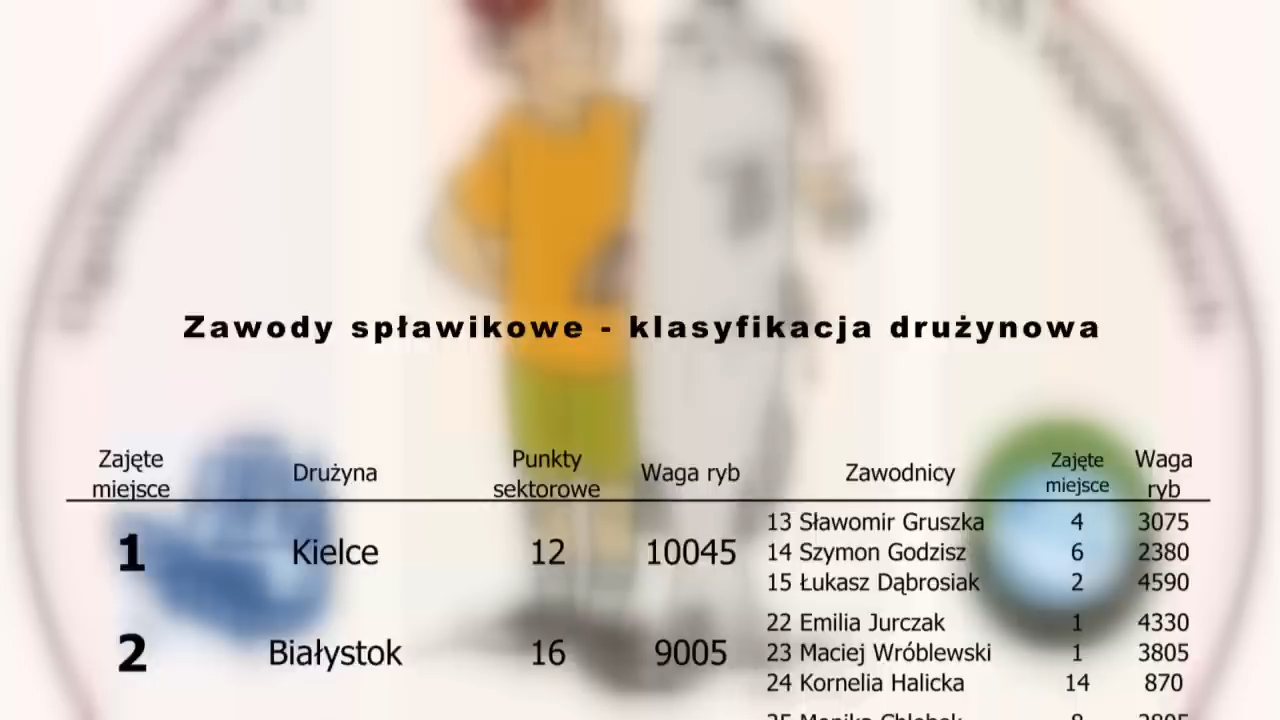 Zawody spławikowe - klasyfikacja drużynowa
Zajęte miejsce Drużyna Punkty sektorowe Waga ryb Zawodnicy Zajęte miejsce Waga ryb
13 Sławomir Gruszka 4 3075
1 Kielce 12 10045 14 Szymon Godzisz 6 2380
15 Łukasz Dąbrosiak 2 4590
22 Emilia Jurczak 1 4330
2 Białystok 16 9005 23 Maciej Wróblewski 1 3805
24 Kornelia Halicka 14 870